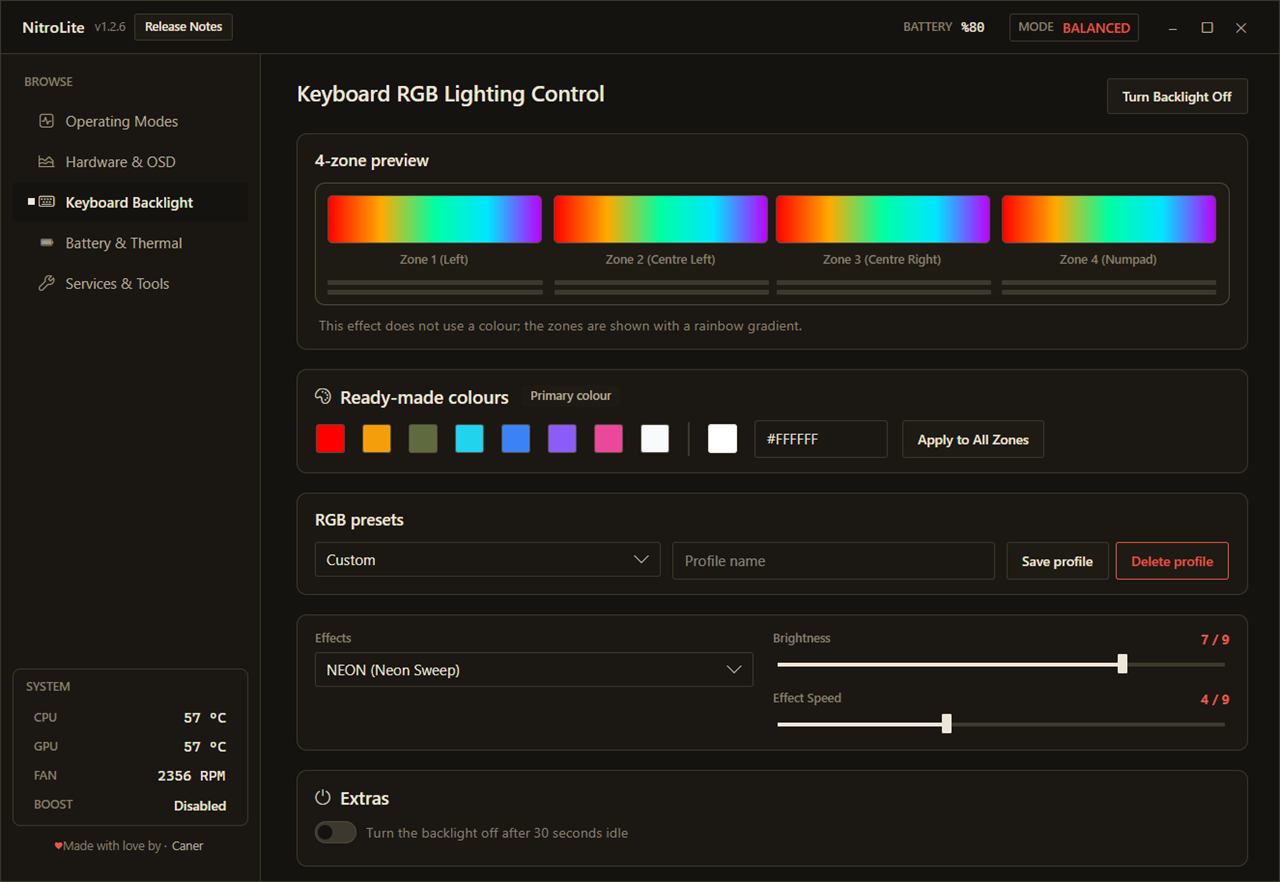 NitroLite v1.2.6 Release Notes BATTERY %80 MODE BALANCED
BROWSE
Operating Modes
Hardware & OSD
Keyboard Backlight
Battery & Thermal
Services & Tools
SYSTEM
CPU 57 °C
GPU 57 °C
FAN 2356 RPM
BOOST Disabled
Made with love by · Caner
Keyboard RGB Lighting Control
Turn Backlight Off
4-zone preview
Zone 1 (Left) Zone 2 (Centre Left) Zone 3 (Centre Right) Zone 4 (Numpad)
This effect does not use a colour; the zones are shown with a rainbow gradient.
Ready-made colours Primary colour
#FFFFFF Apply to All Zones
RGB presets
Custom Profile name Save profile Delete profile
Effects
NEON (Neon Sweep)
Brightness 7 / 9
Effect Speed 4 / 9
Extras
Turn the backlight off after 30 seconds idle